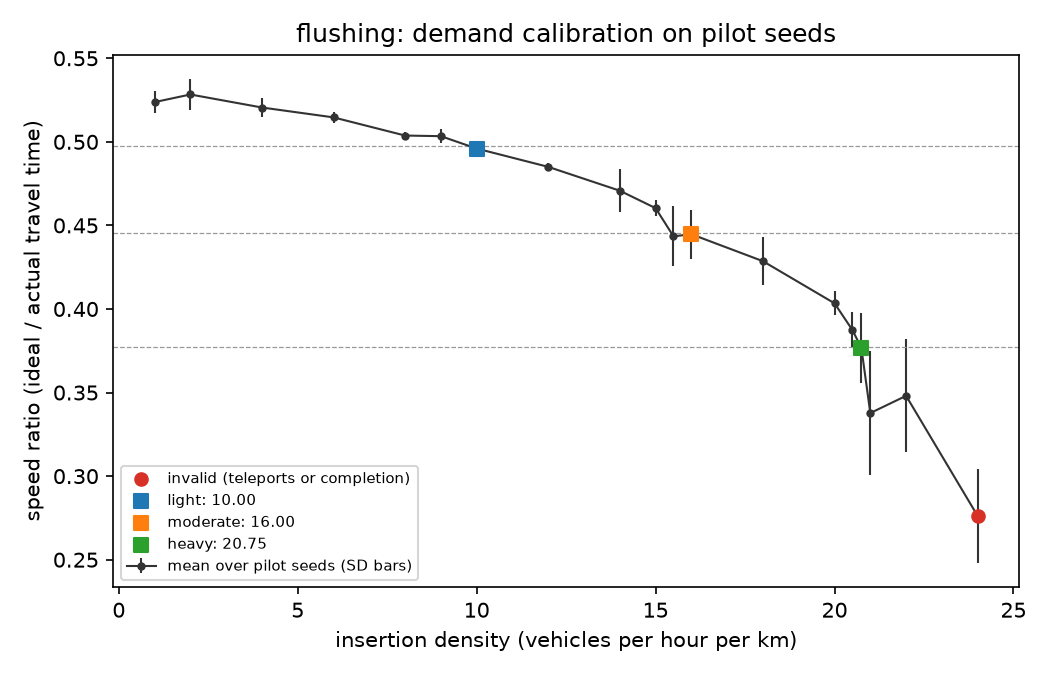 flushing: demand calibration on pilot seeds
speed ratio (ideal / actual travel time)
0.55
0.50
0.45
0.40
0.35
0.30
0.25
invalid (teleports or completion)
light: 10.00
moderate: 16.00
heavy: 20.75
mean over pilot seeds (SD bars)
0 5 10 15 20 25
insertion density (vehicles per hour per km)